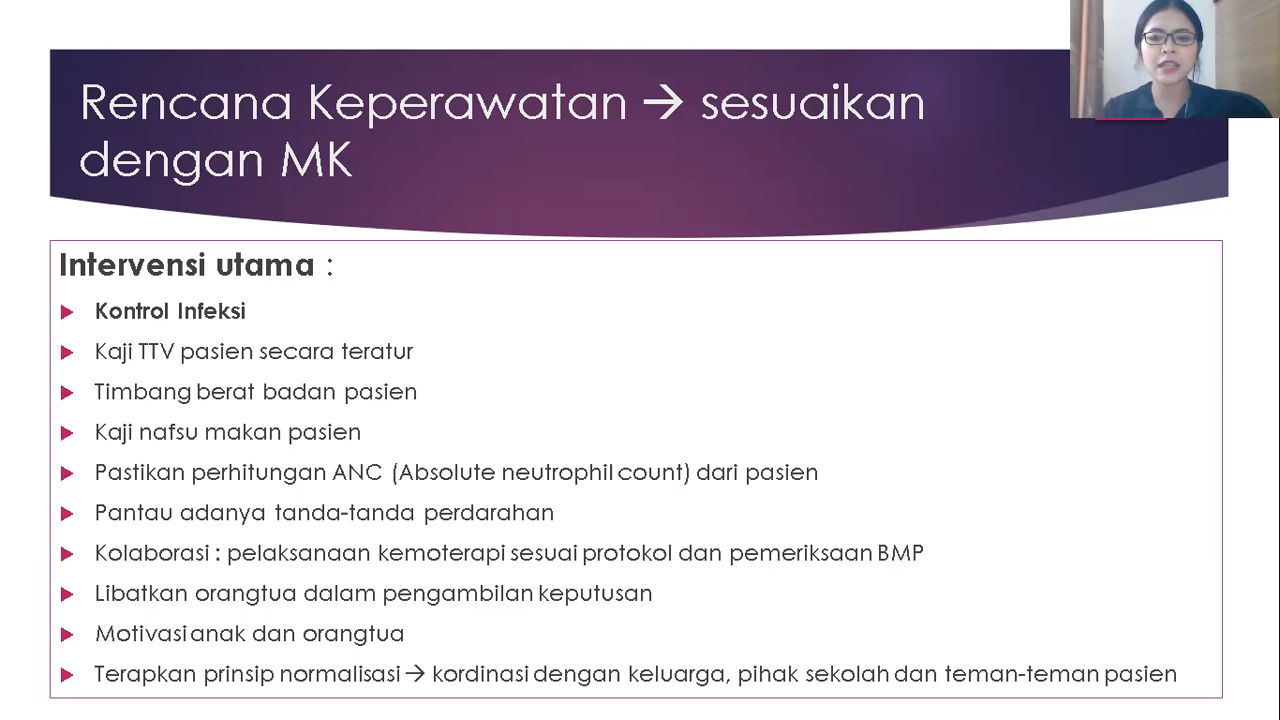 Rencana Keperawatan → sesuaikan
dengan MK
Intervensi utama :
Kontrol Infeksi
Kaji TTV pasien secara teratur
Timbang berat badan pasien
Kaji nafsu makan pasien
Pastikan perhitungan ANC (Absolute neutrophil count) dari pasien
Pantau adanya tanda-tanda perdarahan
Kolaborasi : pelaksanaan kemoterapi sesuai protokol dan pemeriksaan BMP
Libatkan orangtua dalam pengambilan keputusan
Motivasi anak dan orangtua
Terapkan prinsip normalisasi → kordinasi dengan keluarga, pihak sekolah dan teman-teman pasien